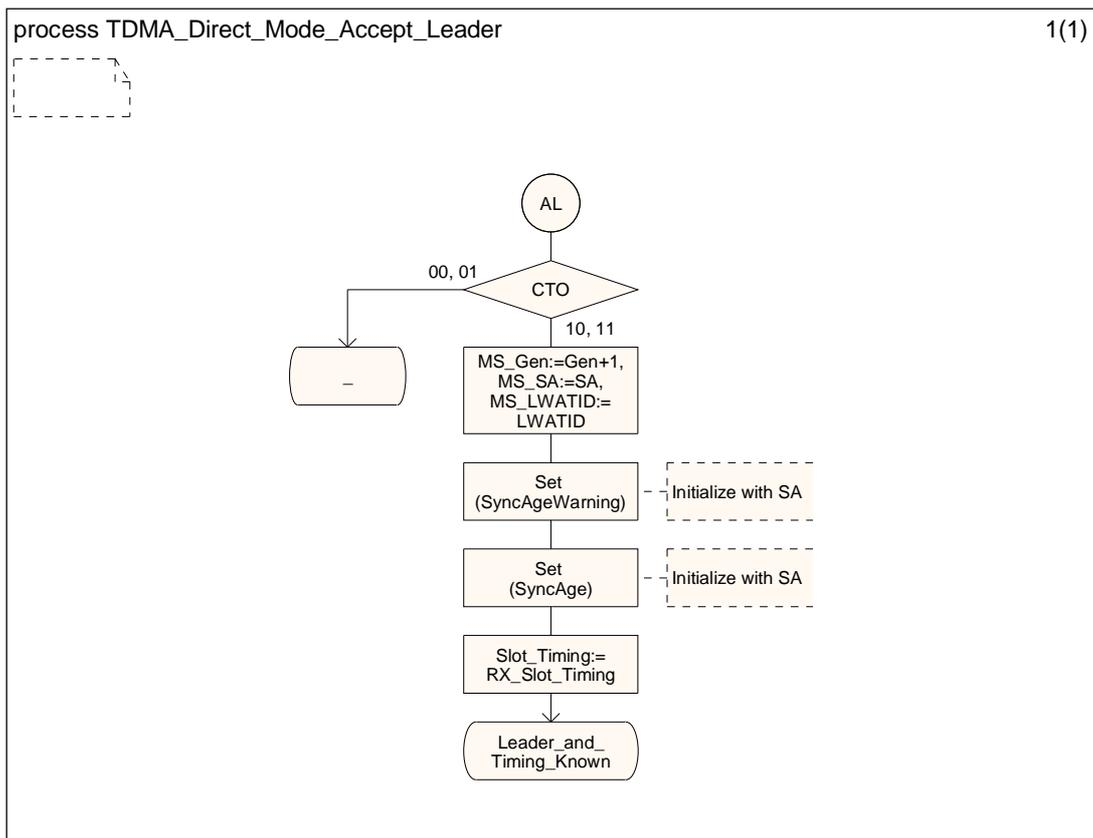 process TDMA_Direct_Mode_Accept_Leader
1(1)
AL
00, 01
CTO
10, 11
_
MS_Gen:=Gen+1,
MS_SA:=SA,
MS_LWATID:=
LWATID
Set
(SyncAgeWarning)
Initialize with SA
Set
(SyncAge)
Initialize with SA
Slot_Timing:=
RX_Slot_Timing
Leader_and_
Timing_Known